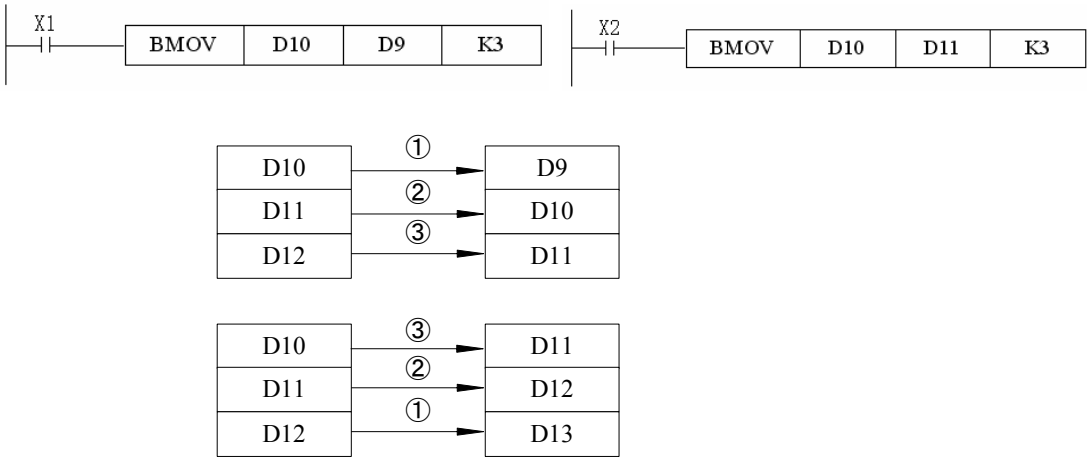 X1
BMOV D10 D9 K3
X2
BMOV D10 D11 K3
D10 ① D9
D11 ② D10
D12 ③ D11
D10 ③ D11
D11 ② D12
D12 ① D13